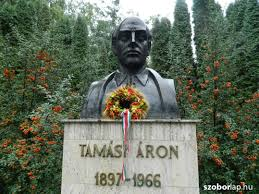 TAMÁSI ÁRON
1897-1966
szoborlap.hu